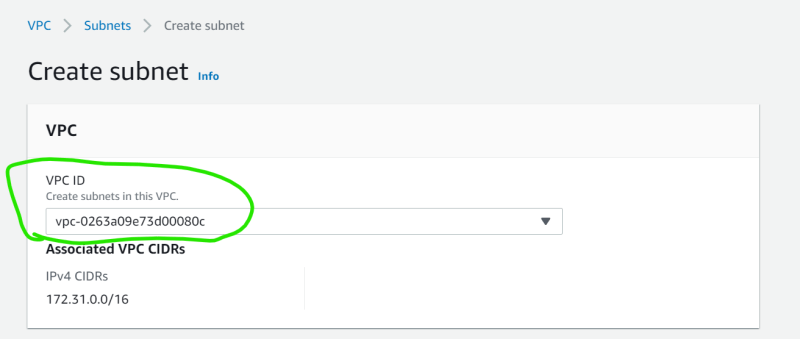 VPC > Subnets > Create subnet
Create subnet Info
VPC
VPC ID
Create subnets in this VPC.
vpc-0263a09e73d00080c
Associated VPC CIDRs
IPv4 CIDRs
172.31.0.0/16